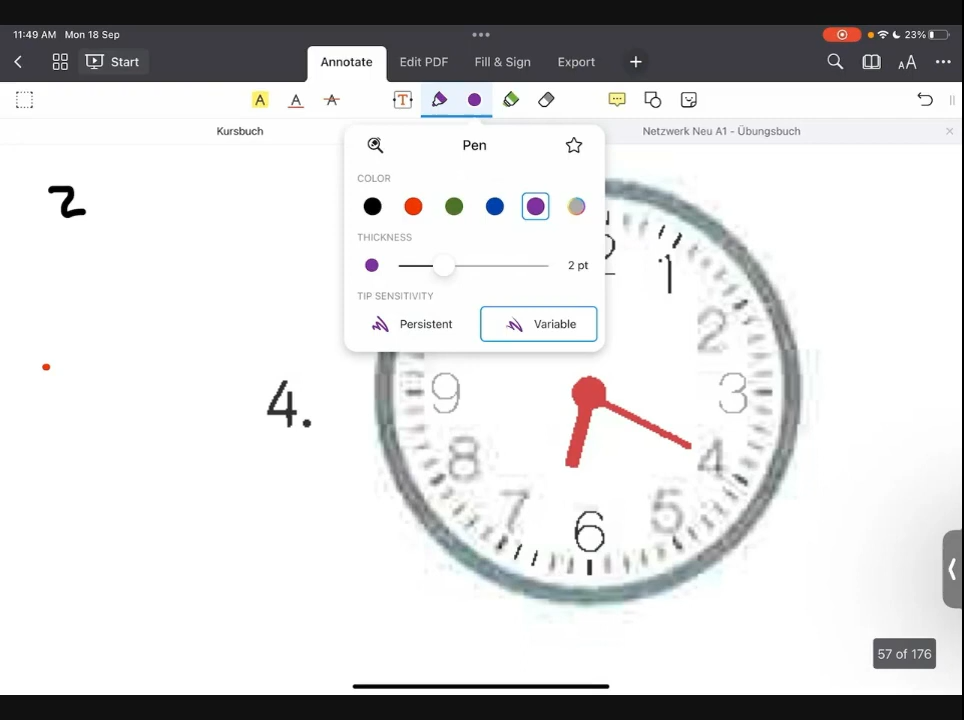 11:49 AM Mon 18 Sep
23%
Start
Annotate
Edit PDF
Fill & Sign
Export
AA
A A A
T
Kursbuch
Netzwerk Neu A1 - Übungsbuch
Pen
COLOR
THICKNESS
2 pt
TIP SENSITIVITY
Persistent
Variable
2
4.
1
2
3
4
5
6
7
8
9
57 of 176